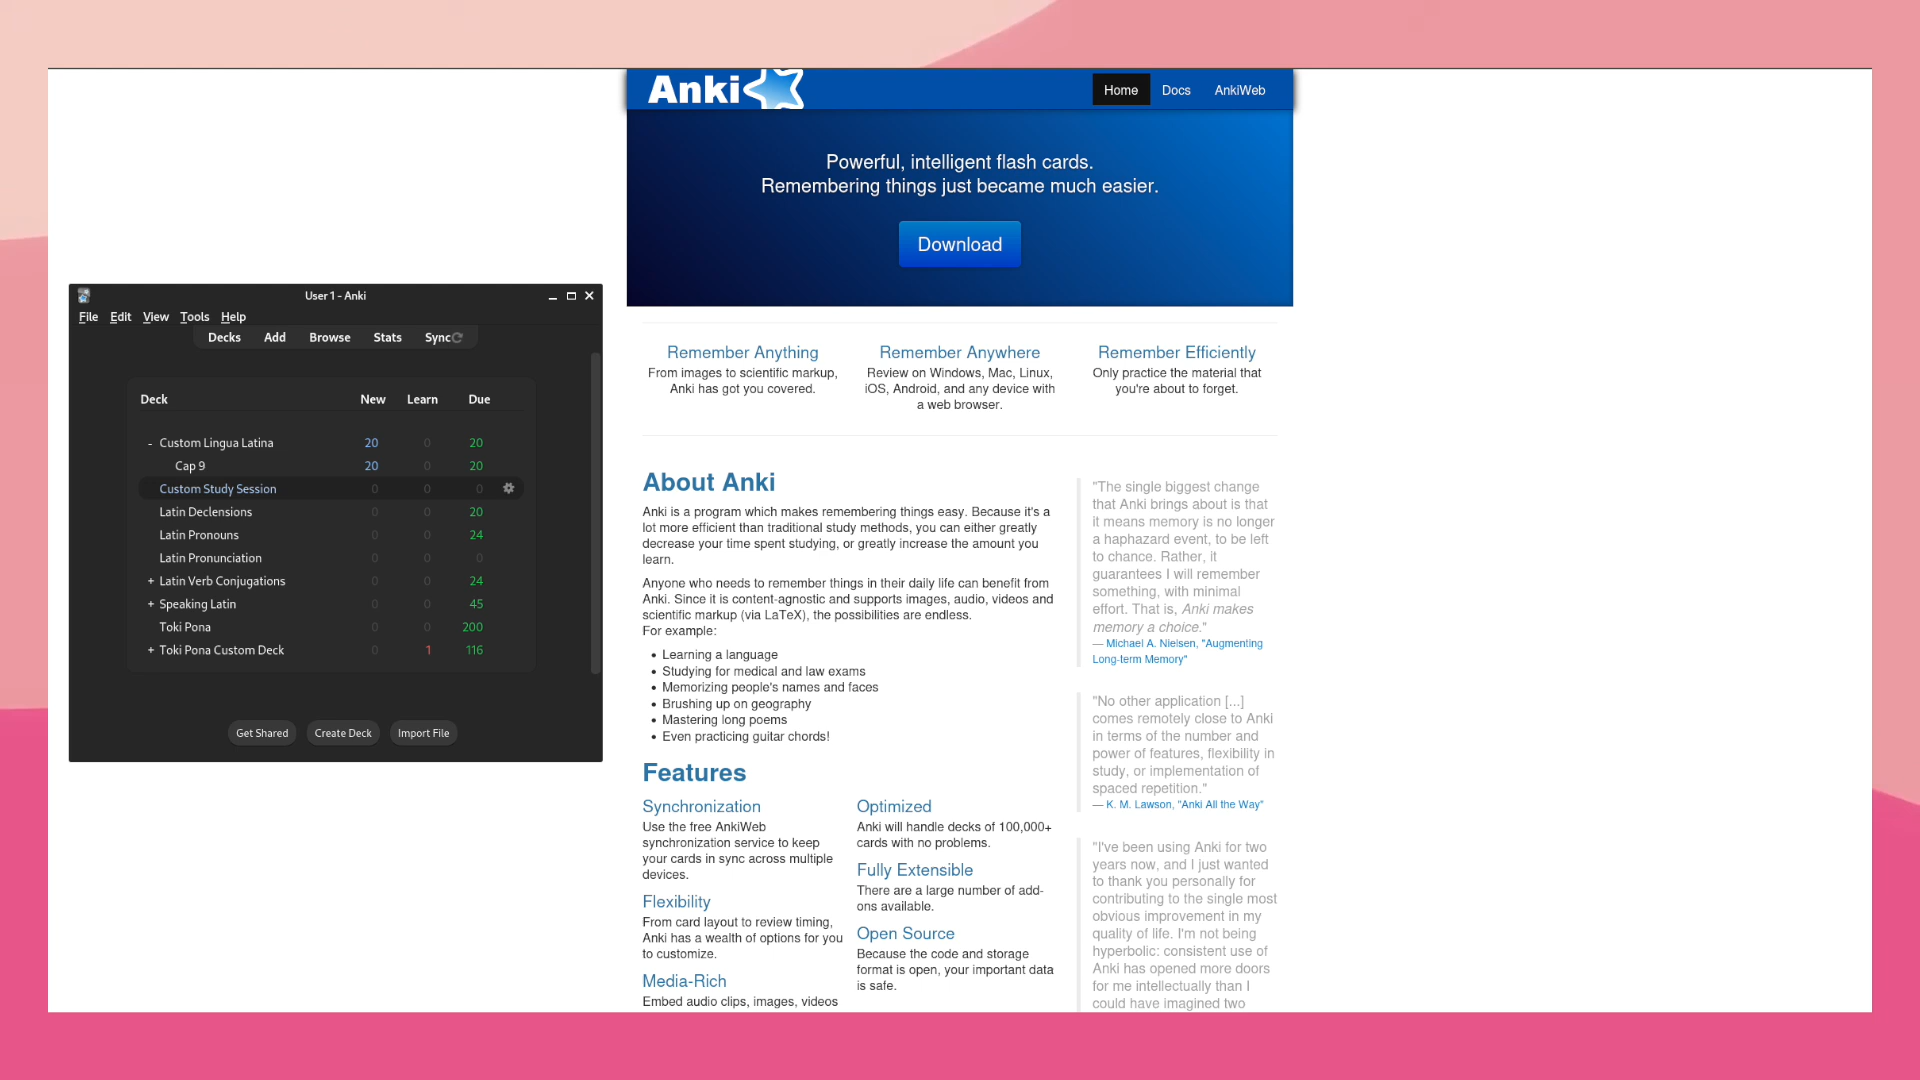 Anki
Home Docs AnkiWeb
Powerful, intelligent flash cards.
Remembering things just became much easier.
Download
User 1 - Anki
File Edit View Tools Help
Decks Add Browse Stats Sync
Deck New Learn Due
- Custom Lingua Latina 20 0 20
Cap 9 20 0 20
Custom Study Session 0 0 0
Latin Declensions 0 0 20
Latin Pronouns 0 0 24
Latin Pronunciation 0 0 0
+ Latin Verb Conjugations 0 0 24
+ Speaking Latin 0 0 45
Toki Pona 0 0 200
+ Toki Pona Custom Deck 0 1 116
Get Shared Create Deck Import File
Remember Anything
From images to scientific markup,
Anki has got you covered.
Remember Anywhere
Review on Windows, Mac, Linux,
iOS, Android, and any device with
a web browser.
Remember Efficiently
Only practice the material that
you're about to forget.
About Anki
Anki is a program which makes remembering things easy. Because it's a
lot more efficient than traditional study methods, you can either greatly
decrease your time spent studying, or greatly increase the amount you
learn.
Anyone who needs to remember things in their daily life can benefit from
Anki. Since it is content-agnostic and supports images, audio, videos and
scientific markup (via LaTeX), the possibilities are endless.
For example:
• Learning a language
• Studying for medical and law exams
• Memorizing people's names and faces
• Brushing up on geography
• Mastering long poems
• Even practicing guitar chords!
Features
Synchronization
Use the free AnkiWeb
synchronization service to keep
your cards in sync across multiple
devices.
Flexibility
From card layout to review timing,
Anki has a wealth of options for you
to customize.
Media-Rich
Embed audio clips, images, videos
Optimized
Anki will handle decks of 100,000+
cards with no problems.
Fully Extensible
There are a large number of add-
ons available.
Open Source
Because the code and storage
format is open, your important data
is safe.
"The single biggest change
that Anki brings about is that
it means memory is no longer
a haphazard event, to be left
to chance. Rather, it
guarantees I will remember
something, with minimal
effort. That is, Anki makes
memory a choice."
— Michael A. Nielsen, "Augmenting
Long-term Memory"
"No other application [...]
comes remotely close to Anki
in terms of the number and
power of features, flexibility in
study, or implementation of
spaced repetition."
— K. M. Lawson, "Anki All the Way"
"I've been using Anki for two
years now, and I just wanted
to thank you personally for
contributing to the single most
obvious improvement in my
quality of life. I'm not being
hyperbolic: consistent use of
Anki has opened more doors
for me intellectually than I
could have imagined two